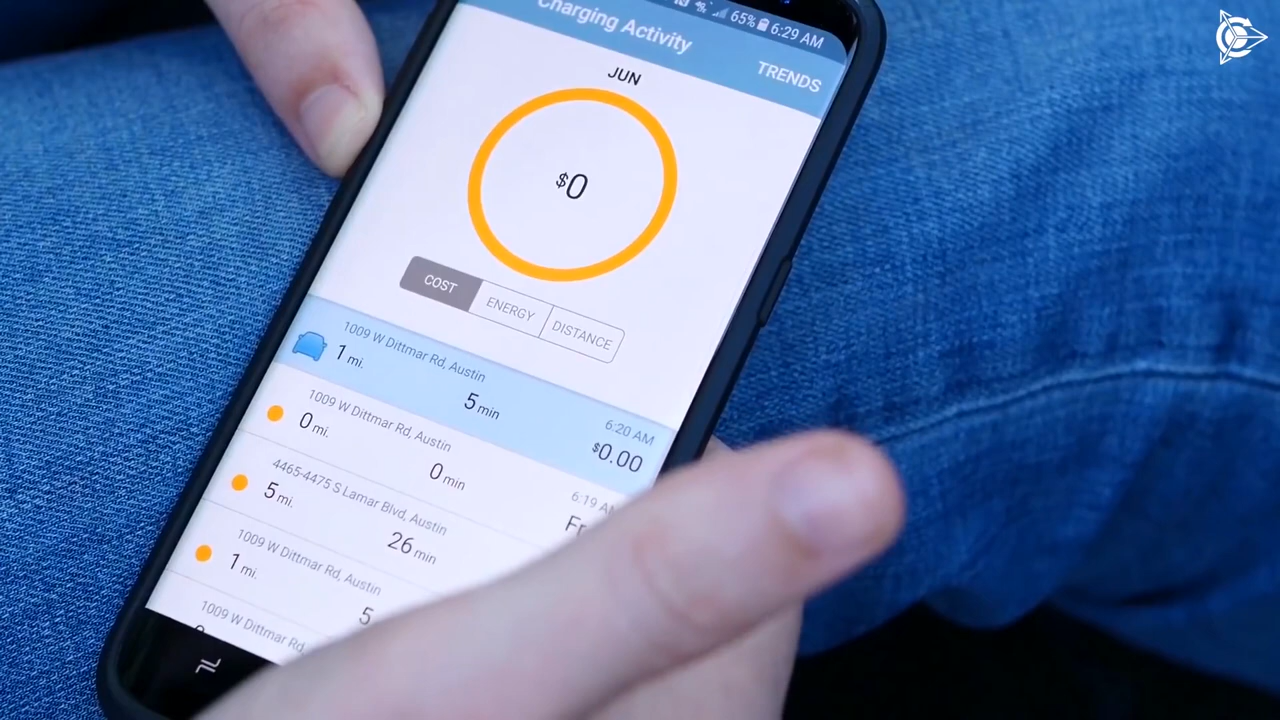 65% 6:29 AM
Charging Activity
TRENDS
JUN
$0
COST ENERGY DISTANCE
1009 W Dittmar Rd, Austin
1 mi. 5 min
6:20 AM
$0.00
1009 W Dittmar Rd, Austin
0 mi. 0 min
6:19 AM
4465-4475 S Lamar Blvd, Austin
5 mi. 26 min
1009 W Dittmar Rd, Austin
1 mi. 5
1009 W Dittmar Rd,